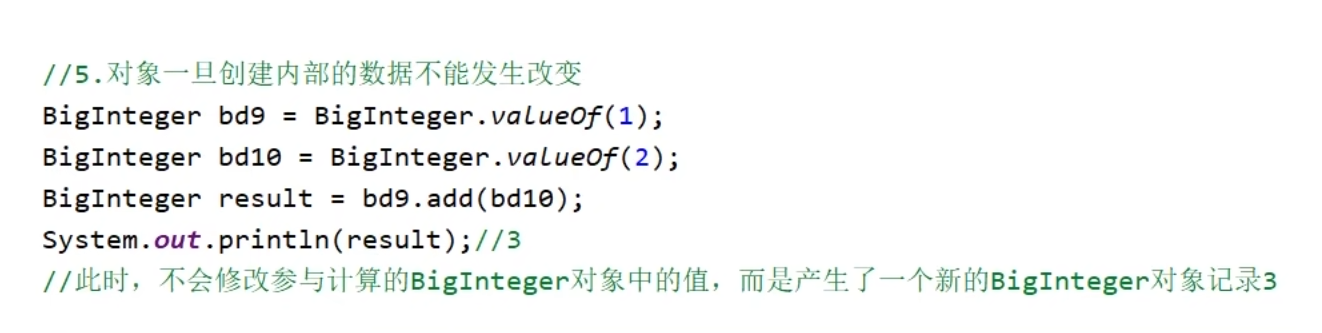 //5.对象一旦创建内部的数据不能发生改变
BigInteger bd9 = BigInteger.valueOf(1);
BigInteger bd10 = BigInteger.valueOf(2);
BigInteger result = bd9.add(bd10);
System.out.println(result);//3
//此时，不会修改参与计算的BigInteger对象中的值，而是产生了一个新的BigInteger对象记录3